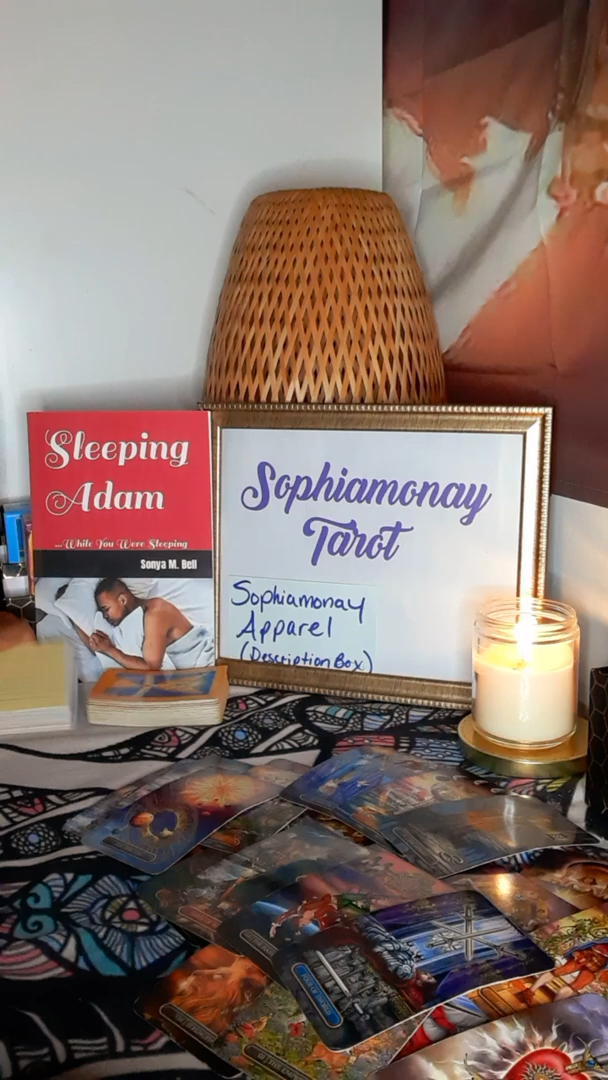 Sleeping
Adam
...While You Were Sleeping
Sonya M. Bell
Sophiamonay
Tarot
Sophiamonay
Apparel
(Description Box)